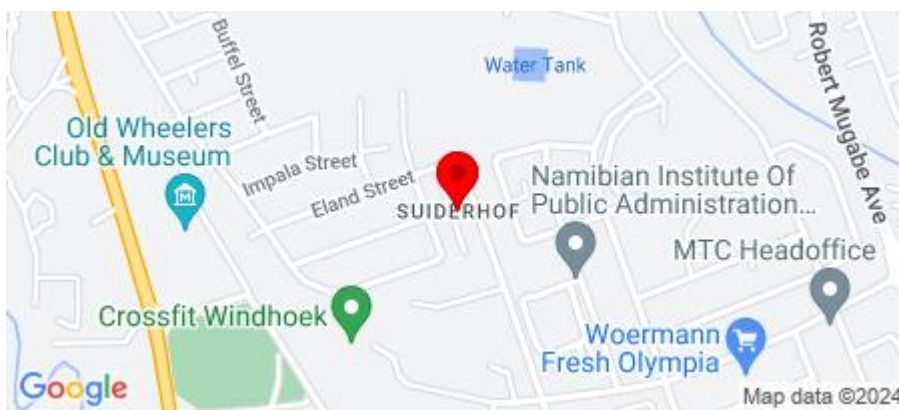 Buffel Street
Water Tank
Robert Mugabe Ave
Old Wheelers
Club & Museum
Impala Street
Eland Street
SUIDERHOF
Namibian Institute Of
Public Administration...
MTC Headoffice
Crossfit Windhoek
Woermann
Fresh Olympia
Google
Map data ©2024